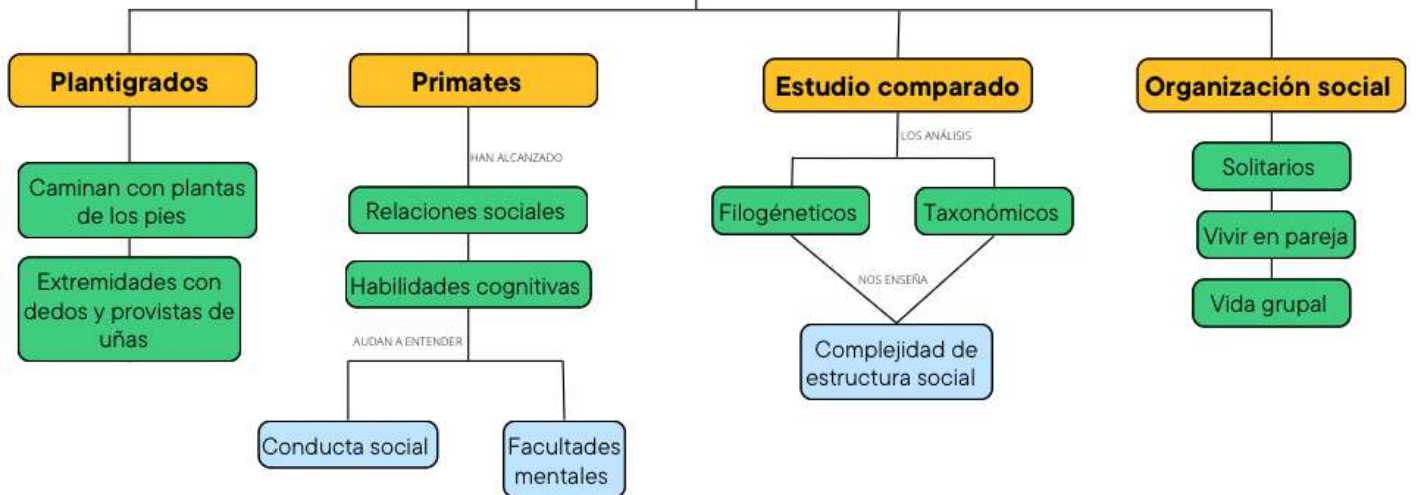 Plantigrados
Caminan con plantas
de los pies
Extremidades con
dedos y provistas de
uñas
Primates
HAN ALCANZADO
Relaciones sociales
Habilidades cognitivas
AUDAN A ENTENDER
Conducta social
Facultades
mentales
Estudio comparado
LOS ANÁLISIS
Filogéneticos
Taxonómicos
NOS ENSEÑA
Complejidad de
estructura social
Organización social
Solitarios
Vivir en pareja
Vida grupal